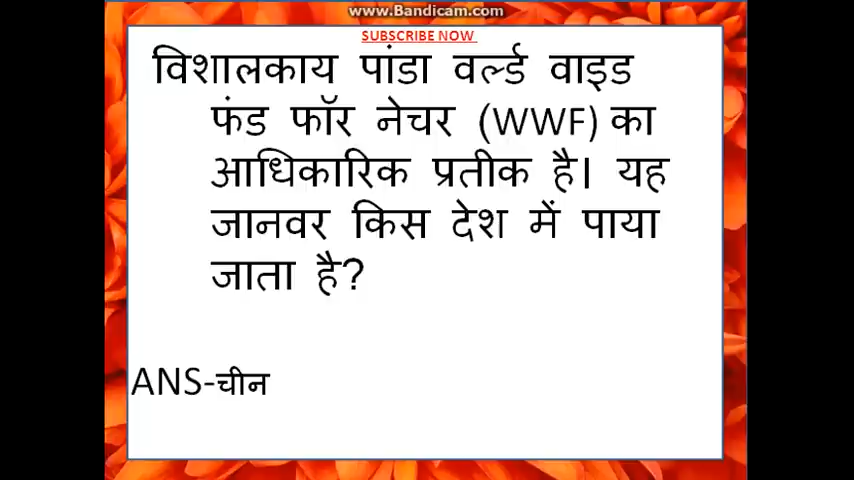 www.Bandicam.com
SUBSCRIBE NOW
विशालकाय पांडा वर्ल्ड वाइड
फंड फॉर नेचर (WWF) का
आधिकारिक प्रतीक है। यह
जानवर किस देश में पाया
जाता है?
ANS-चीन